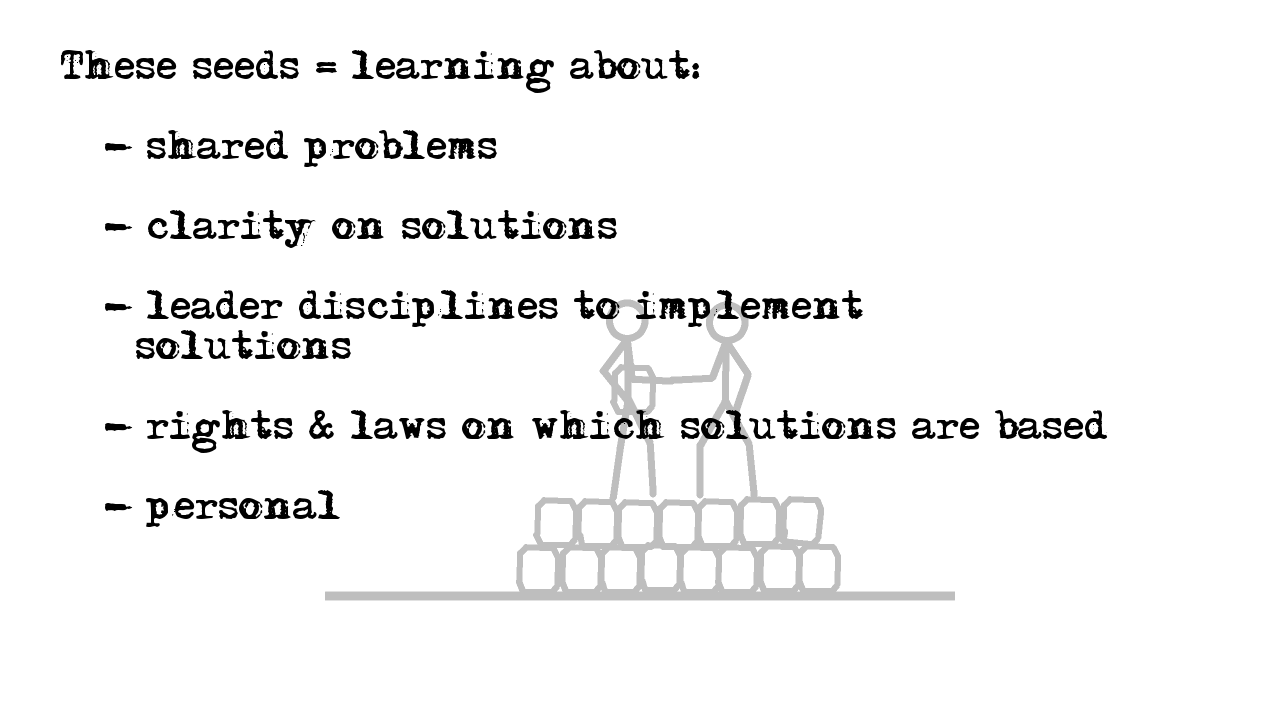 These seeds = learning about:
- shared problems
- clarity on solutions
- leader disciplines to implement
solutions
- rights & laws on which solutions are based
- personal